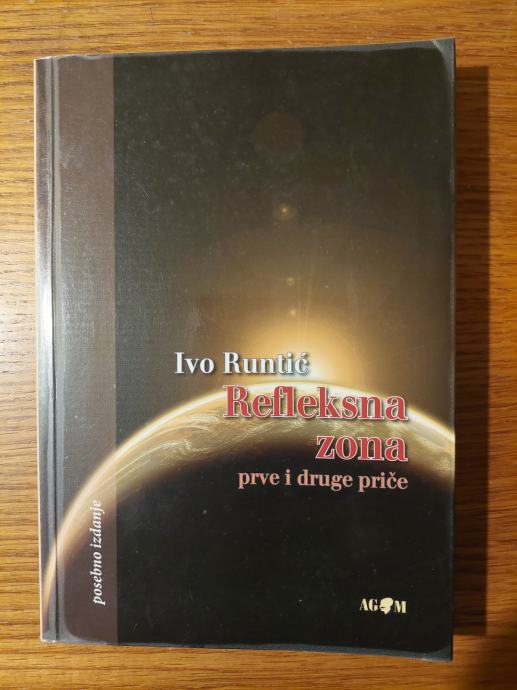 Ivo Runtić
Refleksna
zona
prve i druge priče
posebno izdanje
AGM